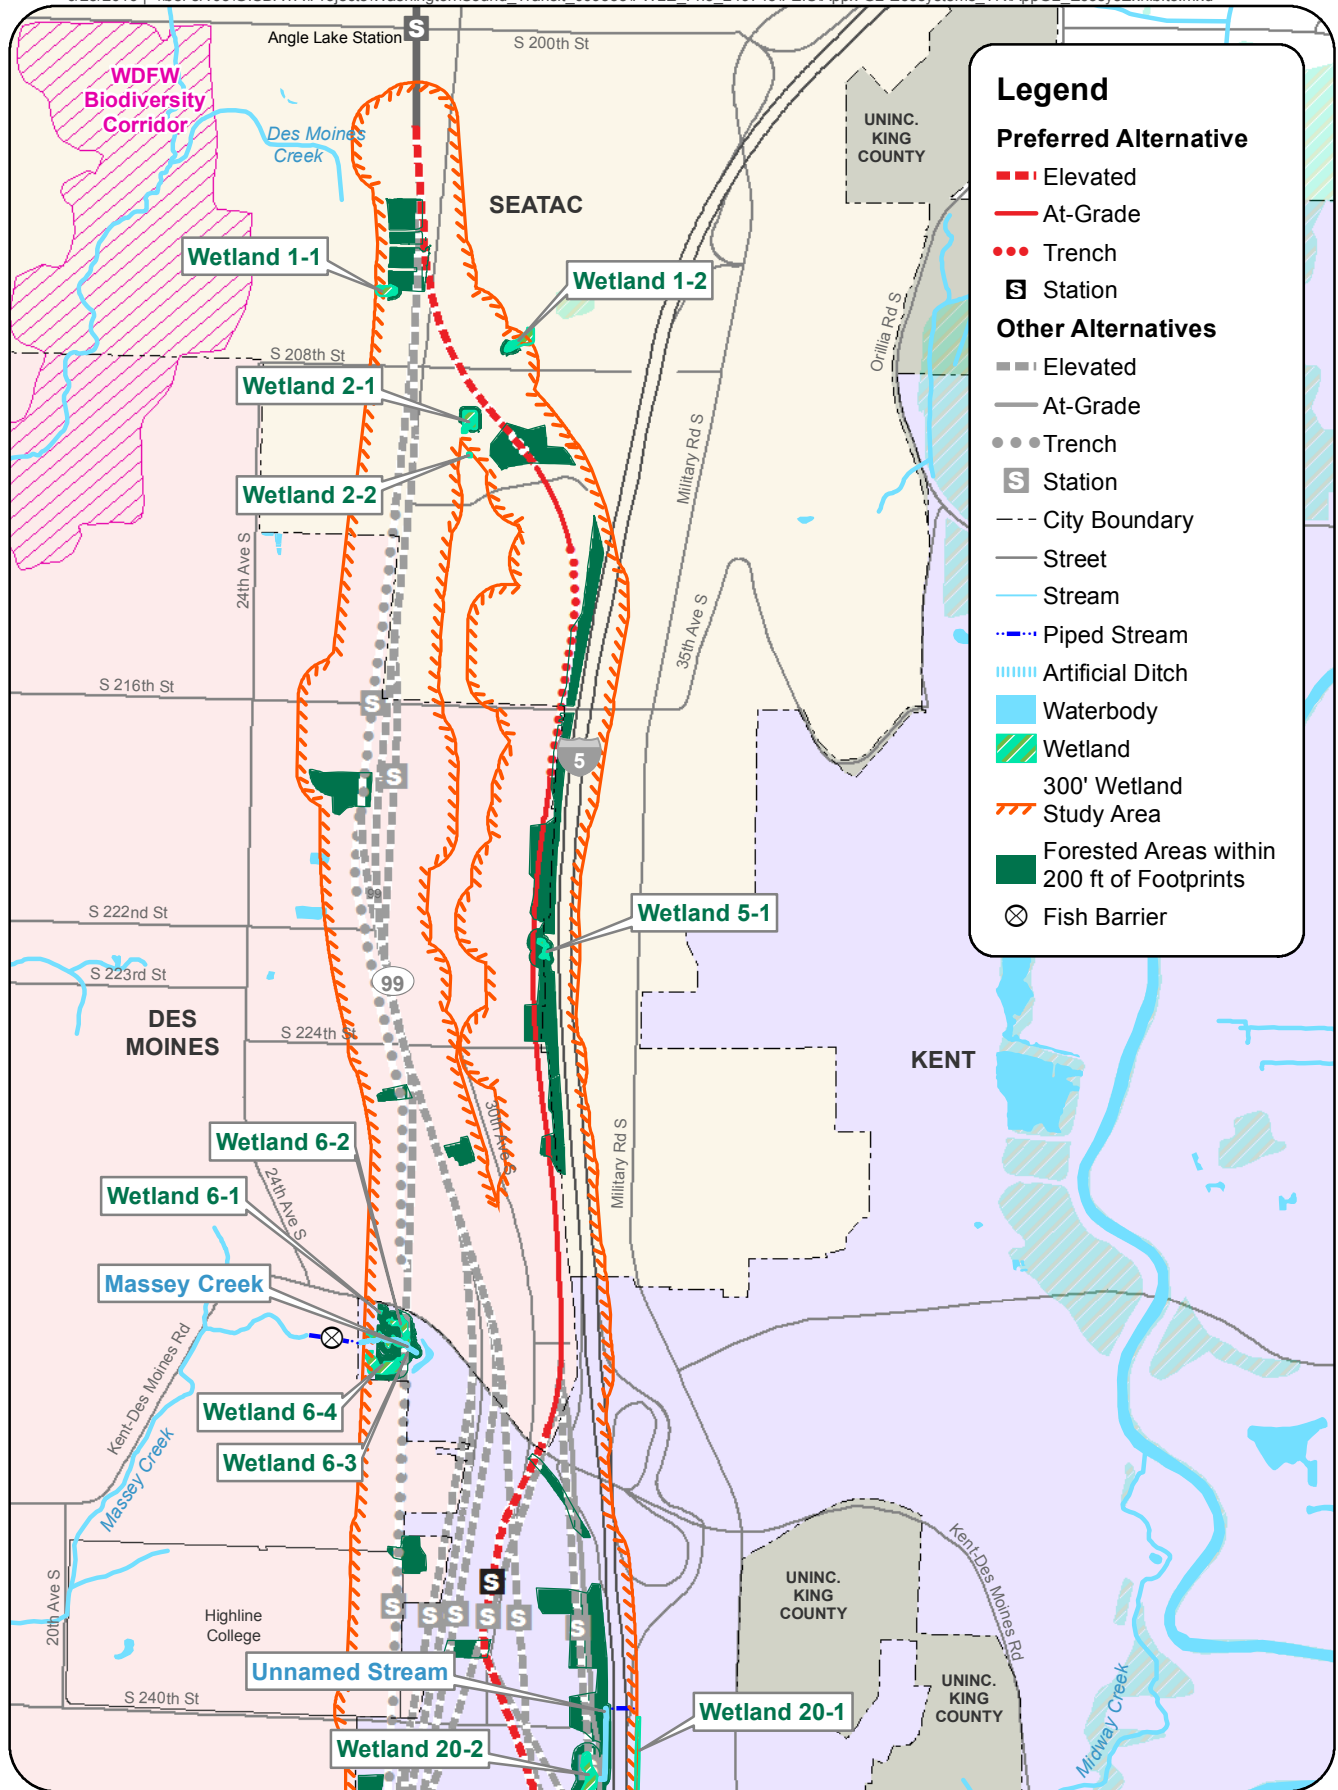 Angle Lake Station
S
S 200th St
WDFW
Biodiversity
Corridor
Des Moines
Creek
SEATAC
UNINC.
KING
COUNTY
Wetland 1-1
Wetland 1-2
Orillia Rd S
S 208th St
Wetland 2-1
Military Rd S
Wetland 2-2
24th Ave S
35th Ave S
S 216th St
S
5
S
99
S 222nd St
Wetland 5-1
S 223rd St
99
DES
MOINES
S 224th St
KENT
30th Ave S
Wetland 6-2
Military Rd S
Wetland 6-1
24th Ave S
Massey Creek
Kent-Des Moines Rd
Wetland 6-4
Massey Creek
Wetland 6-3
Kent-Des Moines Rd
20th Ave S
S
UNINC.
KING
COUNTY
S
S
S
S
S
S
Highline
College
Unnamed Stream
UNINC.
KING
COUNTY
S 240th St
Wetland 20-1
Midway Creek
Wetland 20-2
Legend
Preferred Alternative
Elevated
At-Grade
Trench
S Station
Other Alternatives
Elevated
At-Grade
Trench
S Station
City Boundary
Street
Stream
Piped Stream
Artificial Ditch
Waterbody
Wetland
300' Wetland
Study Area
Forested Areas within
200 ft of Footprints
Fish Barrier